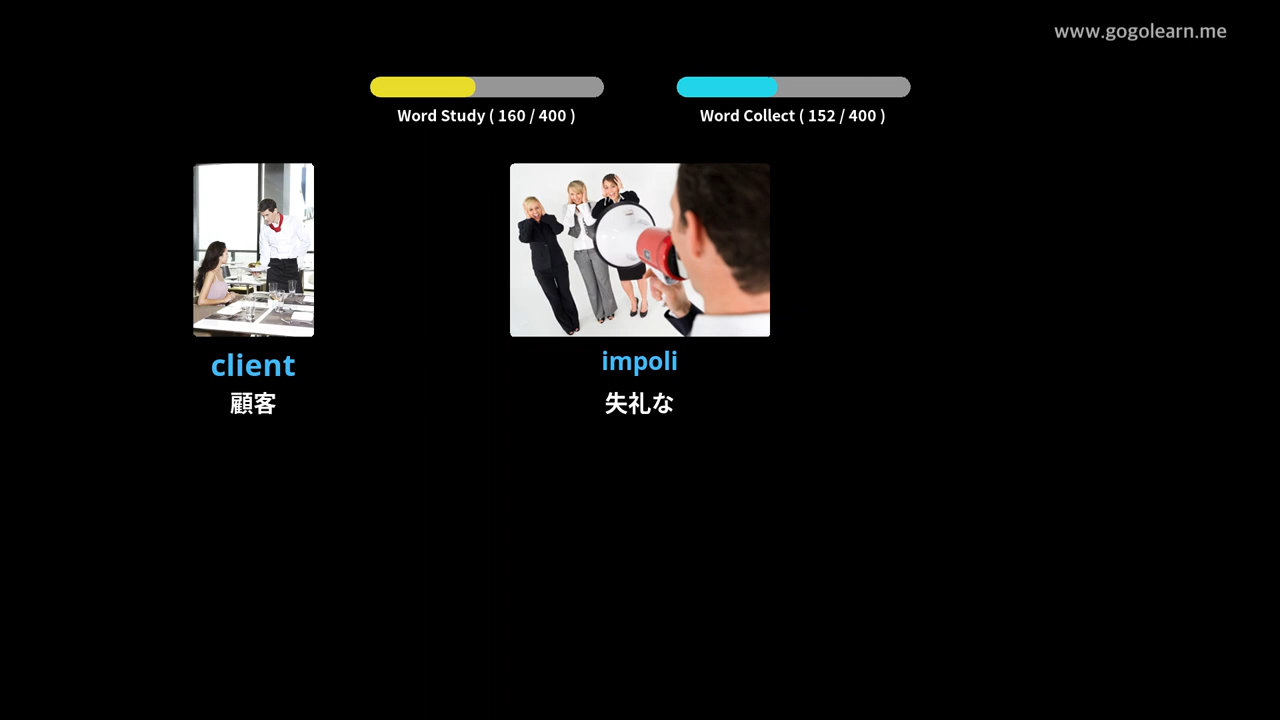 www.gogolearn.me
Word Study ( 160 / 400 )
Word Collect ( 152 / 400 )
client
顧客
impoli
失礼な